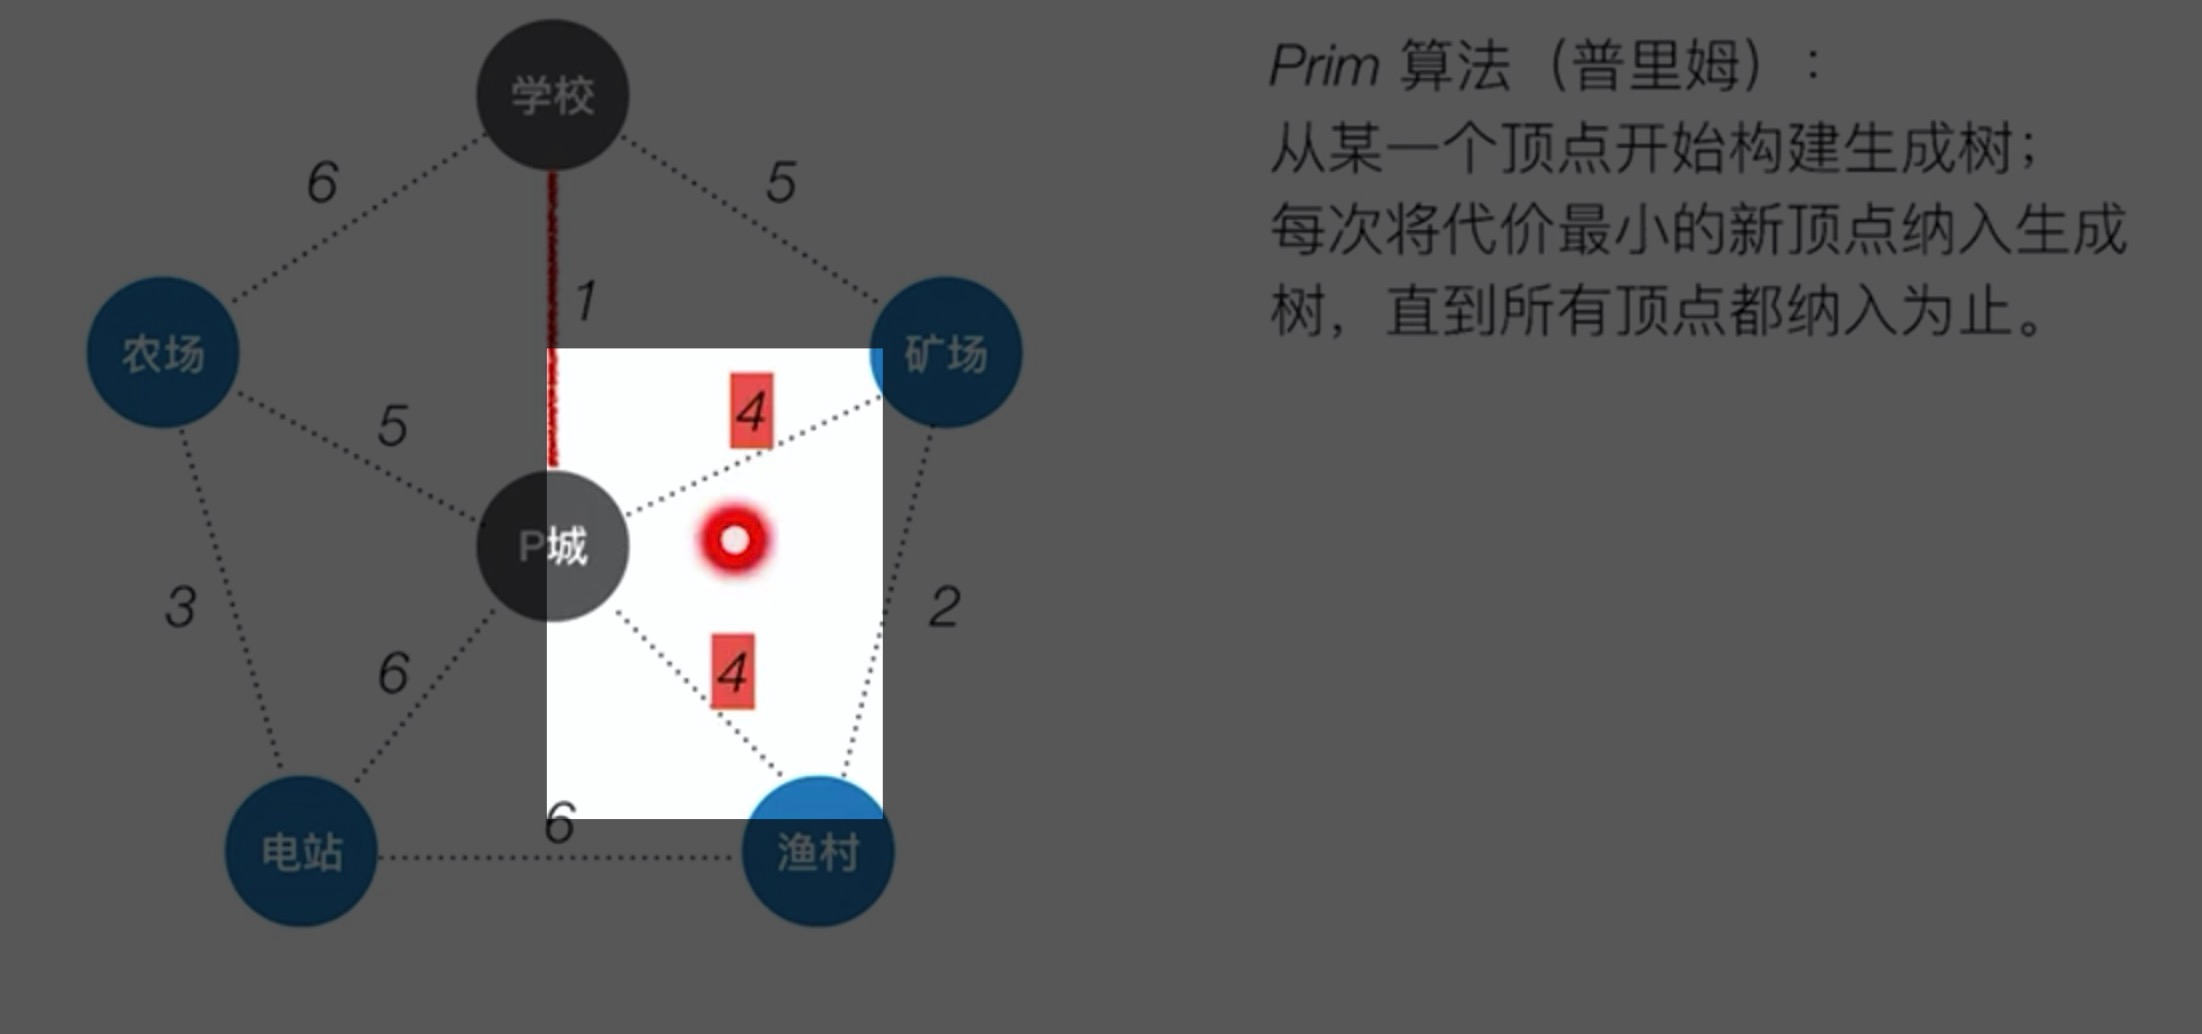 Prim 算法（普里姆）：
从某一个顶点开始构建生成树；
每次将代价最小的新顶点纳入生成
树，直到所有顶点都纳入为止。
学校
6
5
1
农场
矿场
4
5
P城
3
2
6
4
6
电站
渔村